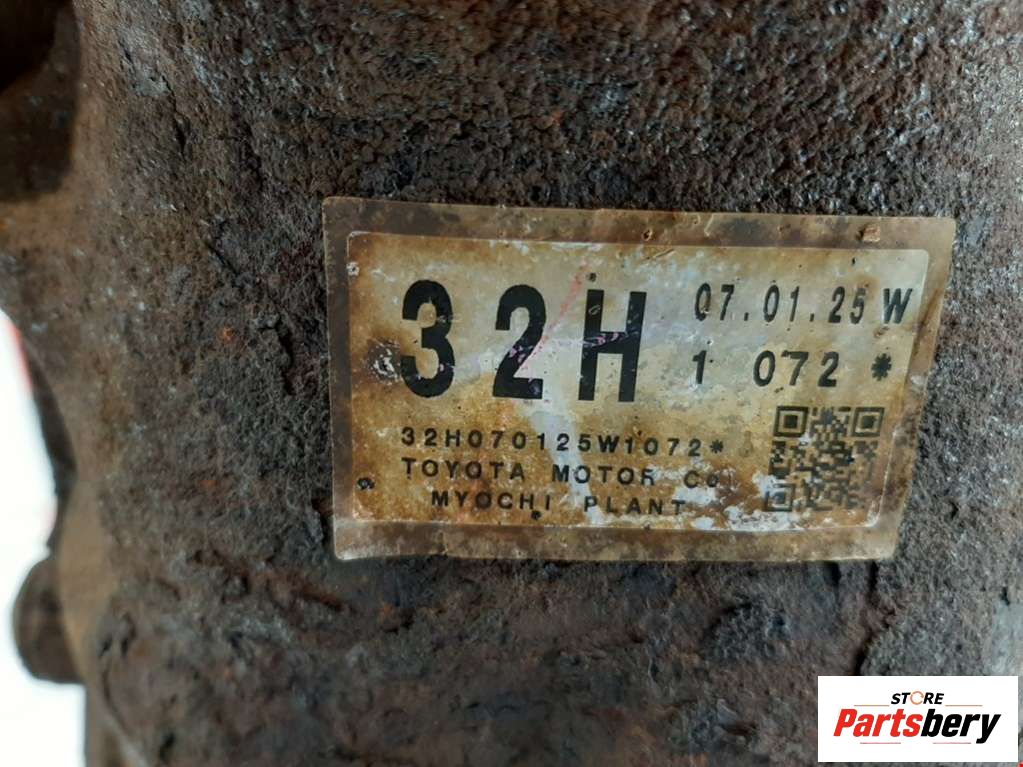 32H 07.01.25 W
1 072 *
32H070125W1072*
TOYOTA MOTOR Co
MYOCHI PLANT
STORE
Partsbery